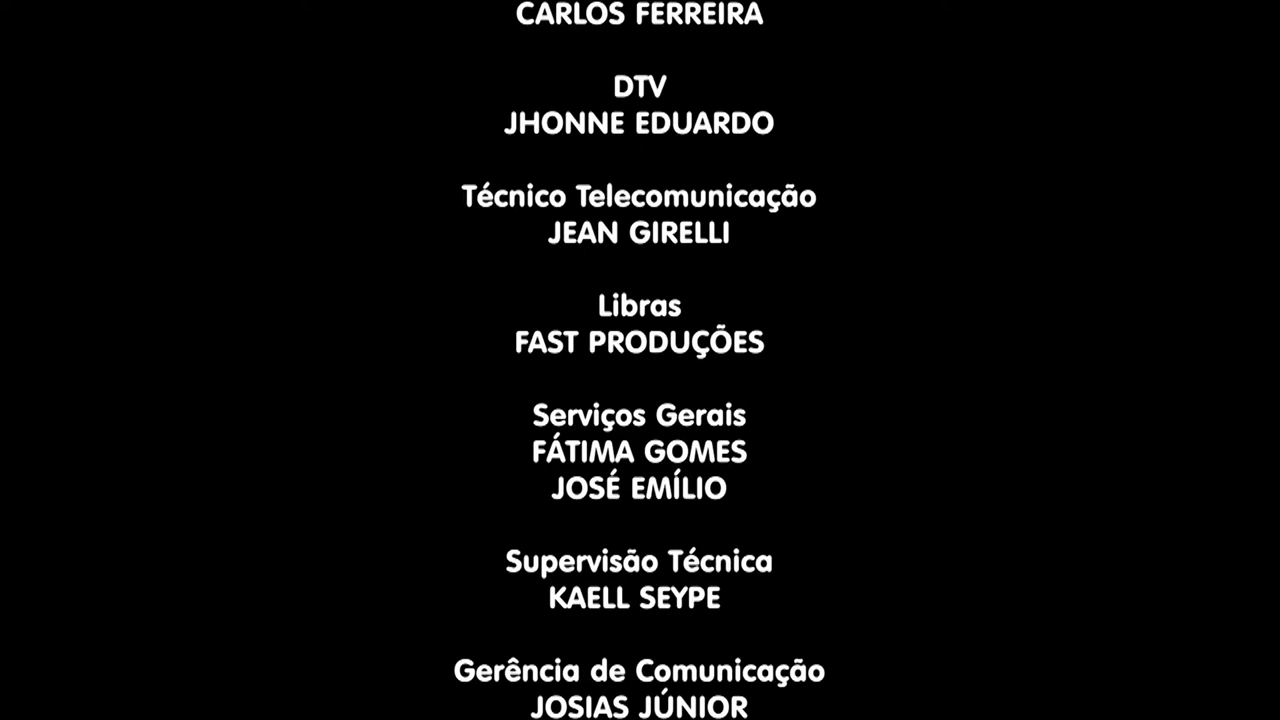 CARLOS FERREIRA
DTV
JHONNE EDUARDO
Técnico Telecomunicação
JEAN GIRELLI
Libras
FAST PRODUÇÕES
Serviços Gerais
FÁTIMA GOMES
JOSÉ EMÍLIO
Supervisão Técnica
KAELL SEYPE
Gerência de Comunicação
JOSIAS JÚNIOR